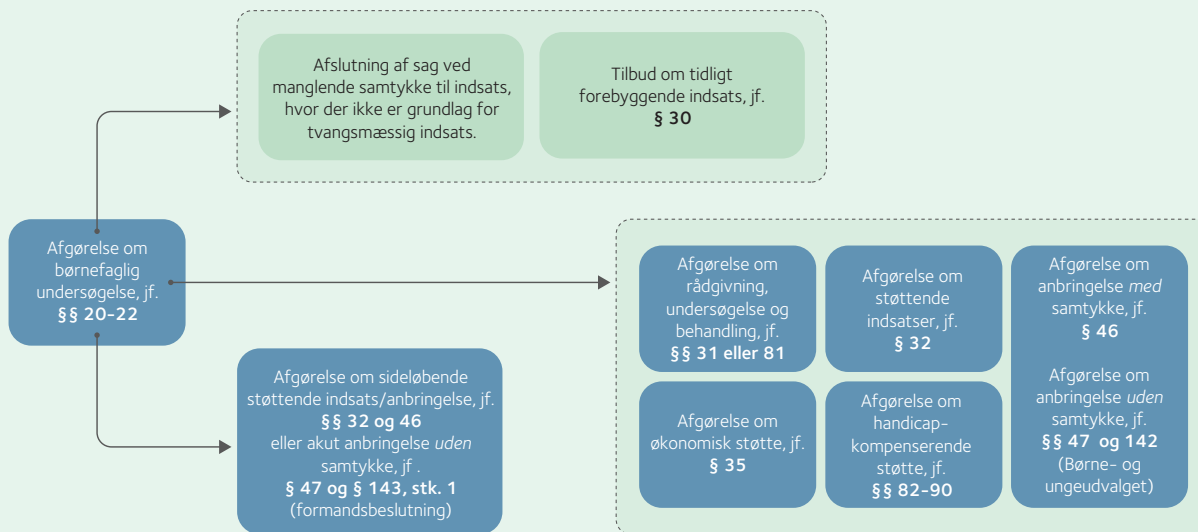 Afslutning af sag ved
manglende samtykke til indsats,
hvor der ikke er grundlag for
tvangsmæssig indsats.
Tilbud om tidligt
forebyggende indsats, jf.
§ 30
Afgørelse om
børnefaglig
undersøgelse, jf.
§§ 20-22
Afgørelse om
rådgivning,
undersøgelse og
behandling, jf.
§§ 31 eller 81
Afgørelse om
støttende
indsatser, jf.
§ 32
Afgørelse om
anbringelse med
samtykke, jf.
§ 46
Afgørelse om
anbringelse uden
samtykke, jf.
§§ 47 og 142
(Børne- og
ungeudvalget)
Afgørelse om sideløbende
støttende indsats/anbringelse, jf.
§§ 32 og 46
eller akut anbringelse uden
samtykke, jf .
§ 47 og § 143, stk. 1
(formandsbeslutning)
Afgørelse om
økonomisk støtte, jf.
§ 35
Afgørelse om
handicap-
kompenserende
støtte, jf.
§§ 82-90